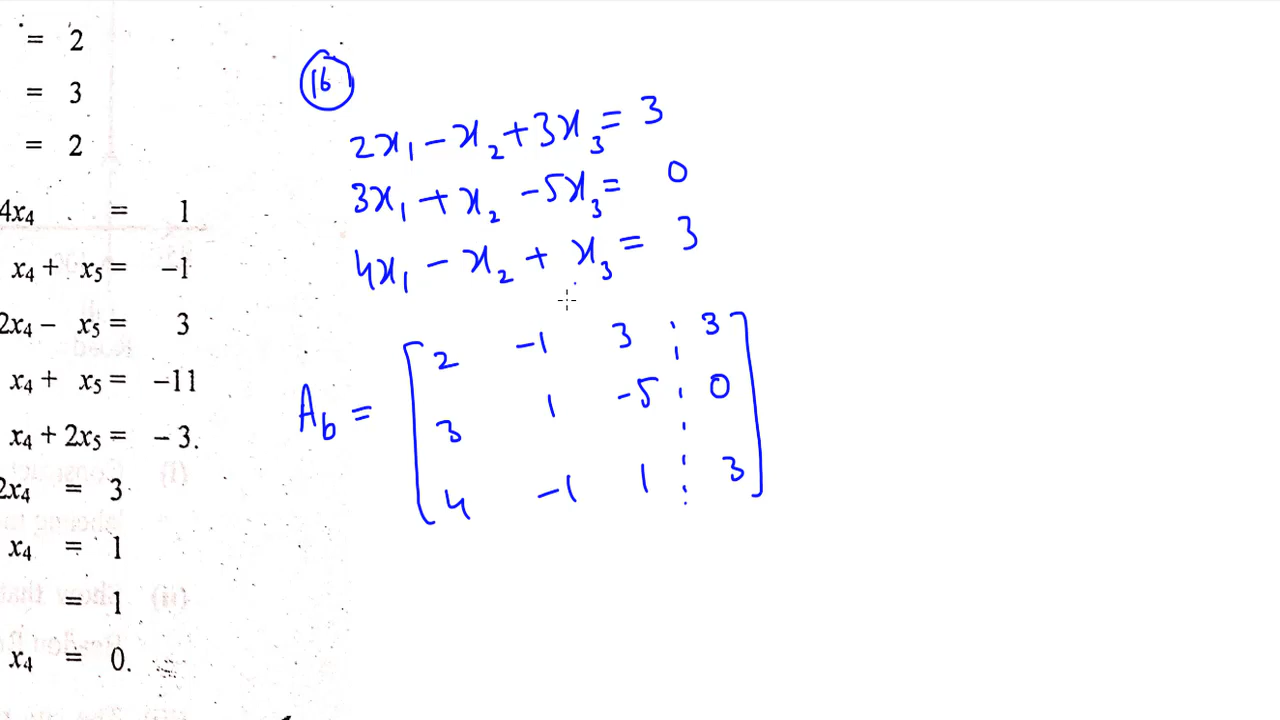 = 2
= 3
= 2
4x₄ = 1
x₄ + x₅ = −1
2x₄ − x₅ = 3
x₄ + x₅ = −11
x₄ + 2x₅ = − 3.
2x₄ = 3
x₄ = 1
= 1
x₄ = 0.
16
2x₁ − x₂ + 3x₃ = 3
3x₁ + x₂ − 5x₃ = 0
4x₁ − x₂ + x₃ = 3
2 −1 3 ⋮ 3
A_b = [ 3 1 −5 ⋮ 0 ]
4 −1 1 ⋮ 3